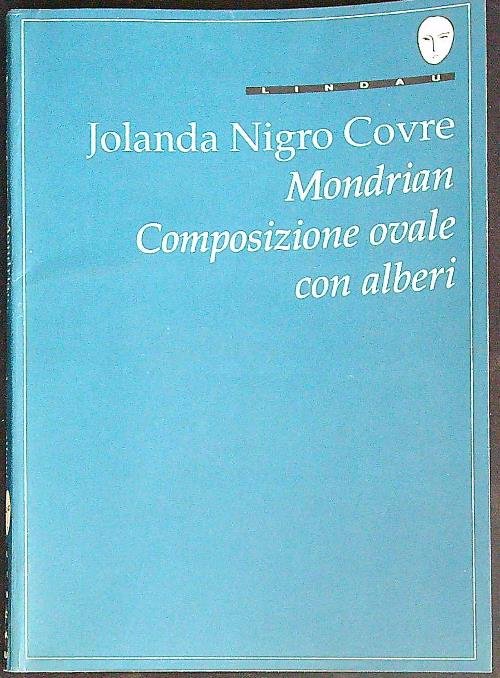 LINDAU
Jolanda Nigro Covre
Mondrian
Composizione ovale
con alberi